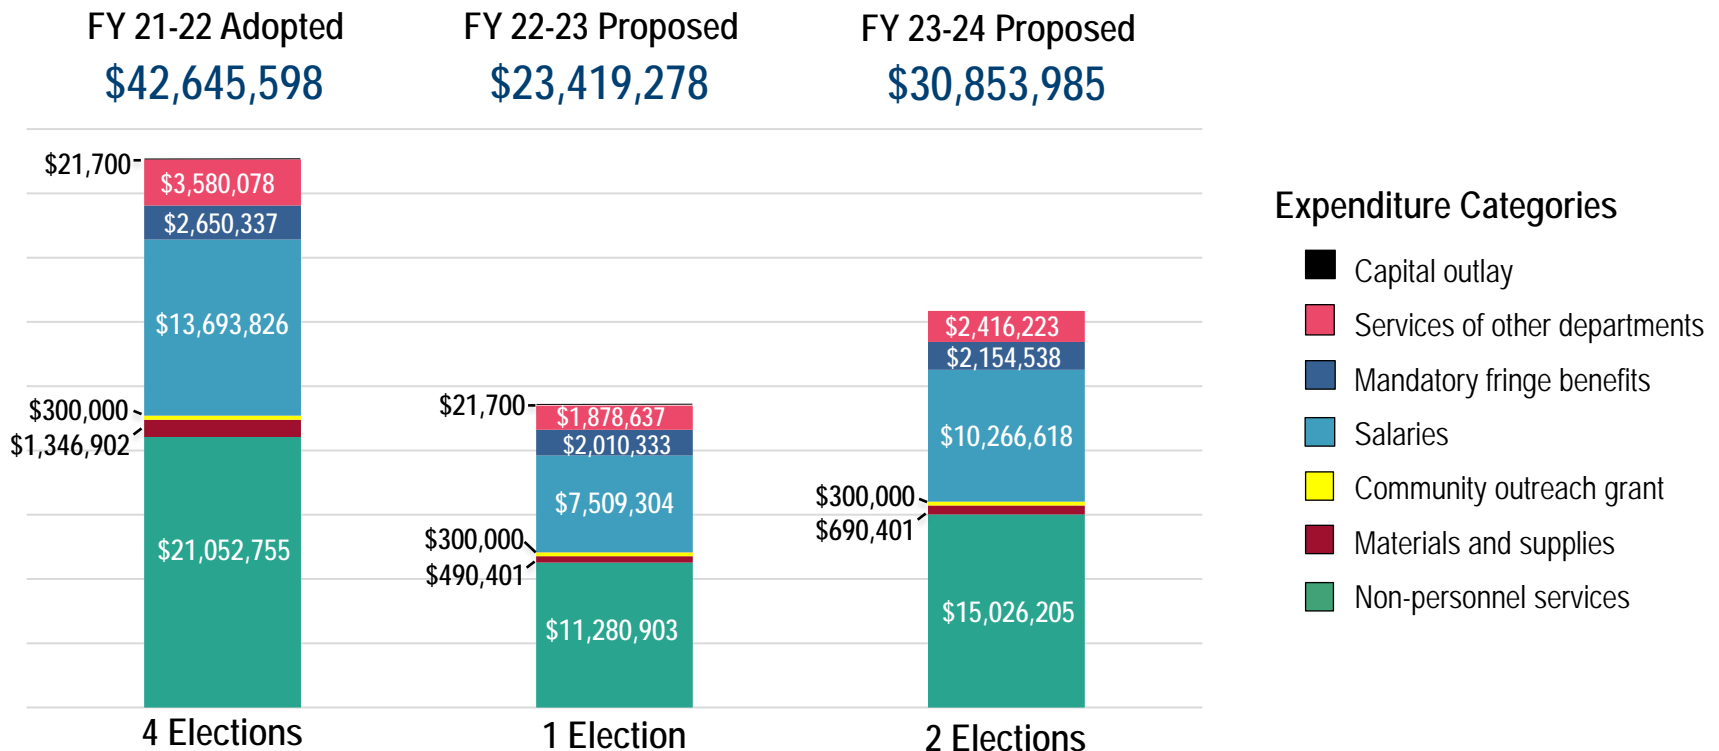 FY 21-22 Adopted
$42,645,598
FY 22-23 Proposed
$23,419,278
FY 23-24 Proposed
$30,853,985
$21,700
$3,580,078
$2,650,337
$13,693,826
$300,000
$1,346,902
$21,052,755
4 Elections
$21,700
$1,878,637
$2,010,333
$7,509,304
$300,000
$490,401
$11,280,903
1 Election
$2,416,223
$2,154,538
$10,266,618
$300,000
$690,401
$15,026,205
2 Elections
Expenditure Categories
Capital outlay
Services of other departments
Mandatory fringe benefits
Salaries
Community outreach grant
Materials and supplies
Non-personnel services